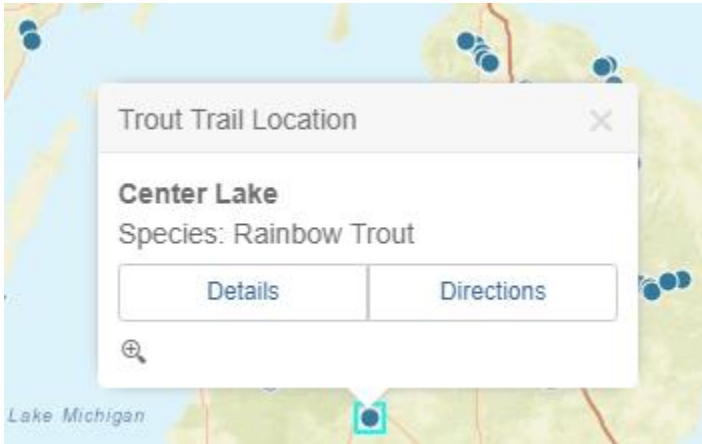 Trout Trail Location
Center Lake
Species: Rainbow Trout
Details
Directions
Lake Michigan